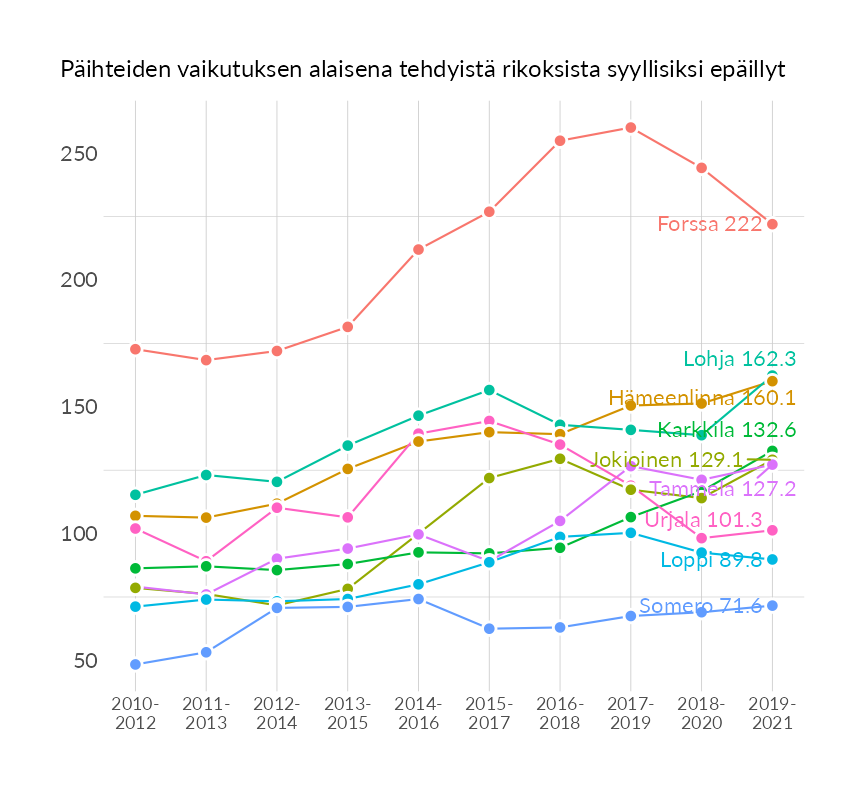 Päihteiden vaikutuksen alaisena tehdyistä rikoksista syyllisiksi epäillyt
250
200
150
100
50
Forssa 222
Lohja 162.3
Hämeenlinna 160.1
Karkkila 132.6
Jokioinen 129.1
Tammela 127.2
Urjala 101.3
Loppi 89.8
Somero 71.6
2010-
2012
2011-
2013
2012-
2014
2013-
2015
2014-
2016
2015-
2017
2016-
2018
2017-
2019
2018-
2020
2019-
2021